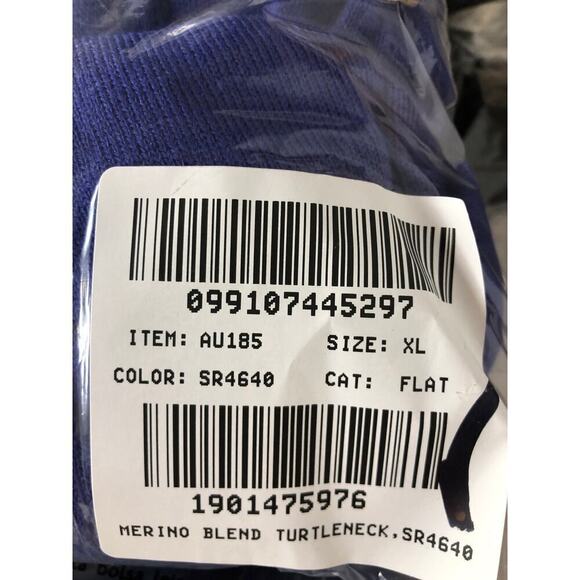 099107445297
ITEM: AU185 SIZE: XL
COLOR: SR4640 CAT: FLAT
1901475976
MERINO BLEND TURTLENECK,SR4640